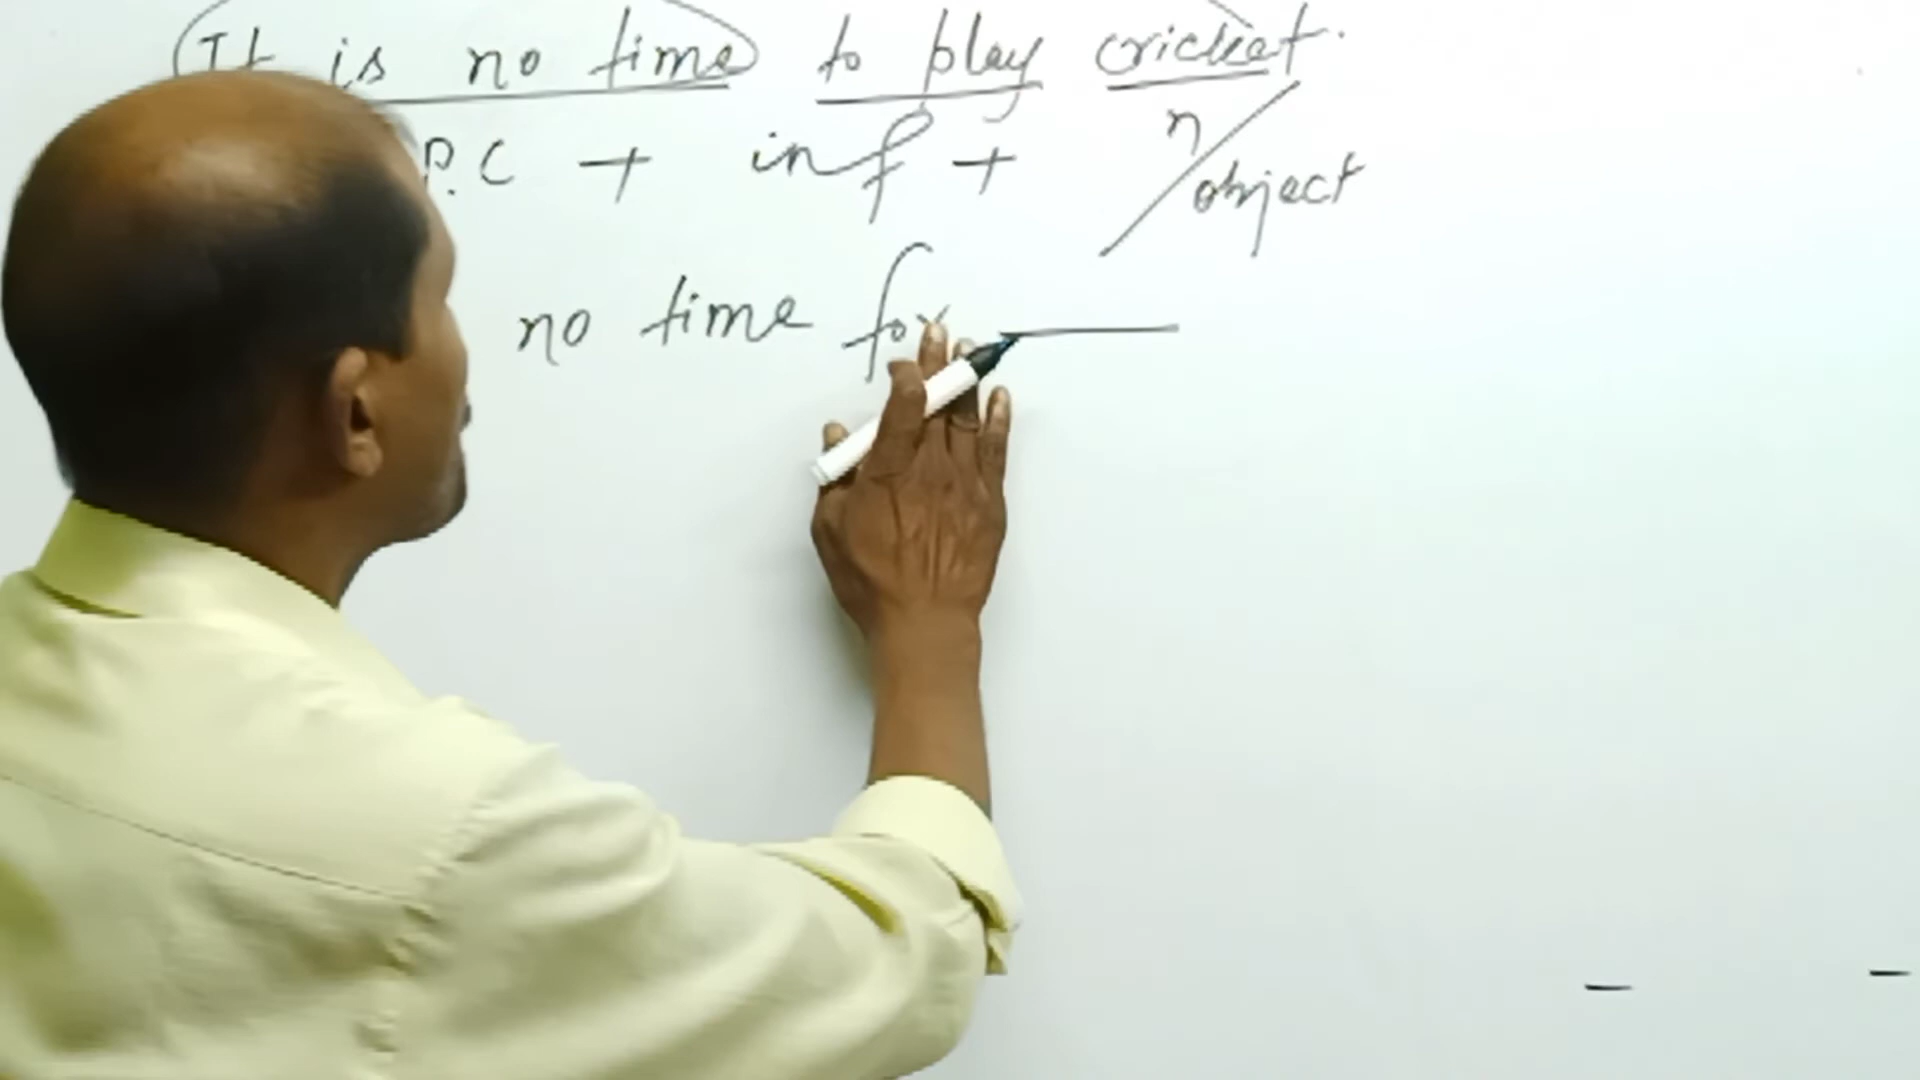 It is no time to play cricket.
P.C + inf + n/object
no time for